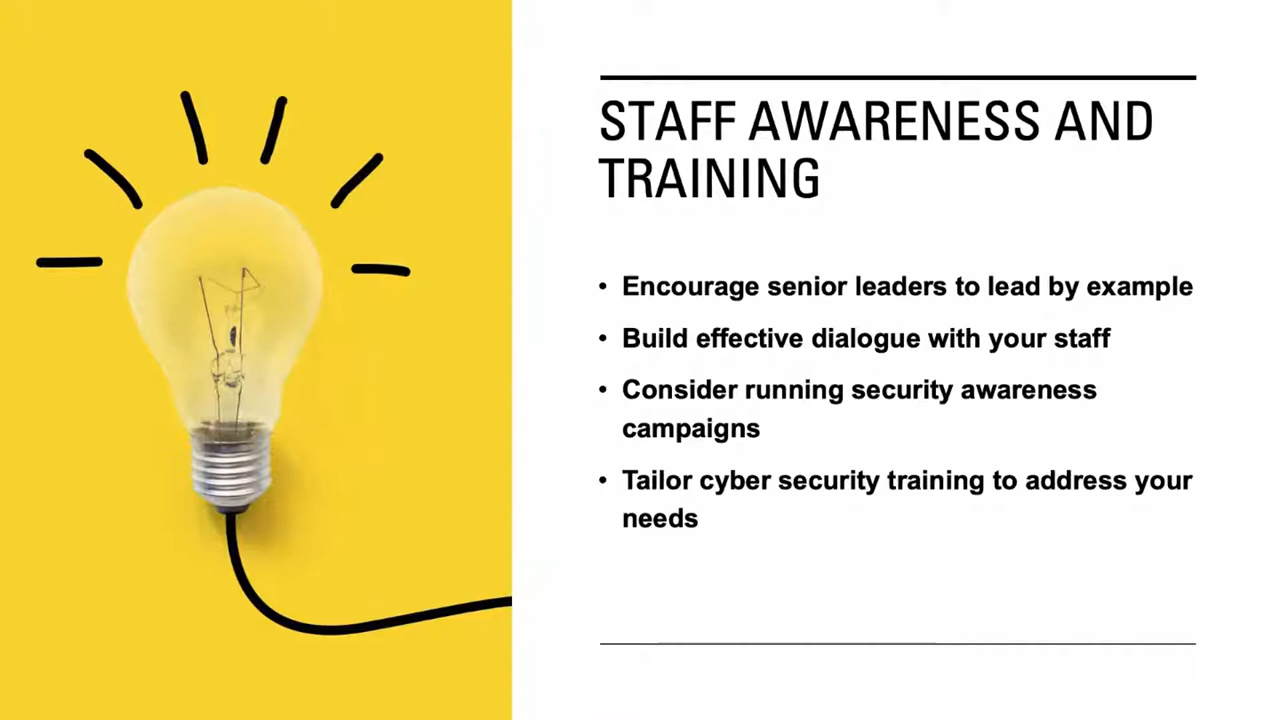 STAFF AWARENESS AND
TRAINING
• Encourage senior leaders to lead by example
• Build effective dialogue with your staff
• Consider running security awareness
campaigns
• Tailor cyber security training to address your
needs